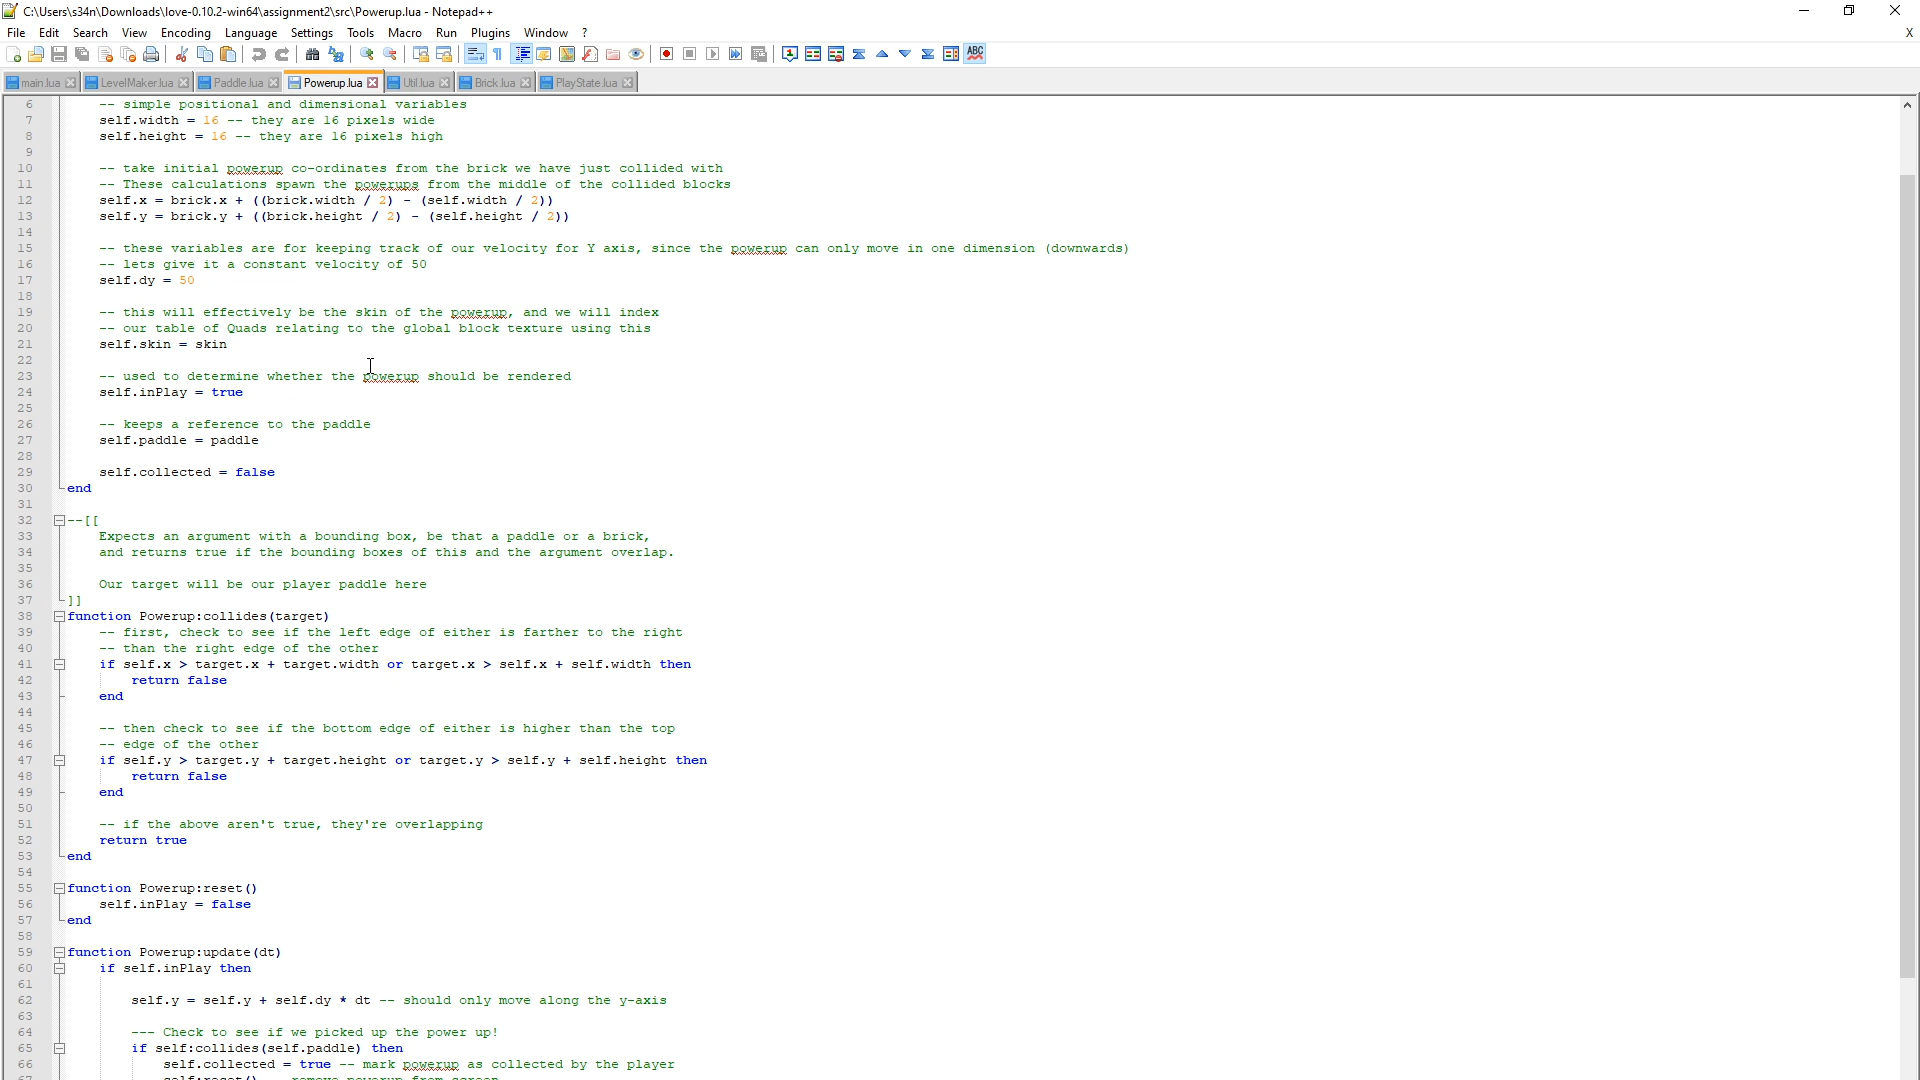 C:\Users\s34n\Downloads\love-0.10.2-win64\assignment2\src\Powerup.lua - Notepad++
File Edit Search View Encoding Language Settings Tools Macro Run Plugins Window ? X
main.lua LevelMaker.lua Paddle.lua Powerup.lua Util.lua Brick.lua PlayState.lua
6 -- simple positional and dimensional variables
7 self.width = 16 -- they are 16 pixels wide
8 self.height = 16 -- they are 16 pixels high
9
10 -- take initial powerup co-ordinates from the brick we have just collided with
11 -- These calculations spawn the powerups from the middle of the collided blocks
12 self.x = brick.x + ((brick.width / 2) - (self.width / 2))
13 self.y = brick.y + ((brick.height / 2) - (self.height / 2))
14
15 -- these variables are for keeping track of our velocity for Y axis, since the powerup can only move in one dimension (downwards)
16 -- lets give it a constant velocity of 50
17 self.dy = 50
18
19 -- this will effectively be the skin of the powerup, and we will index
20 -- our table of Quads relating to the global block texture using this
21 self.skin = skin
22
23 -- used to determine whether the powerup should be rendered
24 self.inPlay = true
25
26 -- keeps a reference to the paddle
27 self.paddle = paddle
28
29 self.collected = false
30 end
31
32 --[[
33 Expects an argument with a bounding box, be that a paddle or a brick,
34 and returns true if the bounding boxes of this and the argument overlap.
35
36 Our target will be our player paddle here
37 ]]
38 function Powerup:collides(target)
39 -- first, check to see if the left edge of either is farther to the right
40 -- than the right edge of the other
41 if self.x > target.x + target.width or target.x > self.x + self.width then
42 return false
43 end
44
45 -- then check to see if the bottom edge of either is higher than the top
46 -- edge of the other
47 if self.y > target.y + target.height or target.y > self.y + self.height then
48 return false
49 end
50
51 -- if the above aren't true, they're overlapping
52 return true
53 end
54
55 function Powerup:reset()
56 self.inPlay = false
57 end
58
59 function Powerup:update(dt)
60 if self.inPlay then
61
62 self.y = self.y + self.dy * dt -- should only move along the y-axis
63
64 --- Check to see if we picked up the power up!
65 if self:collides(self.paddle) then
66 self.collected = true -- mark powerup as collected by the player